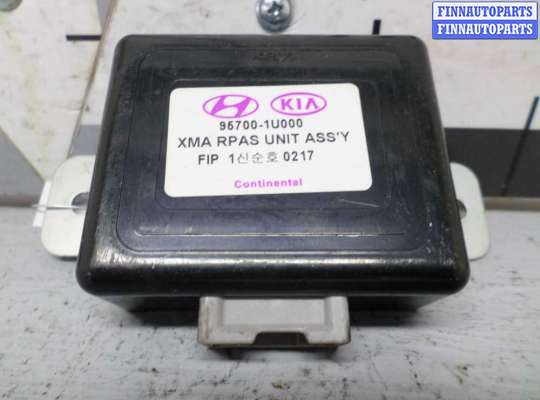 FINNAUTOPARTS
FINNAUTOPARTS
KIA
95700-1U000
XMA RPAS UNIT ASS'Y
FIP 1신순호 0217
Continental